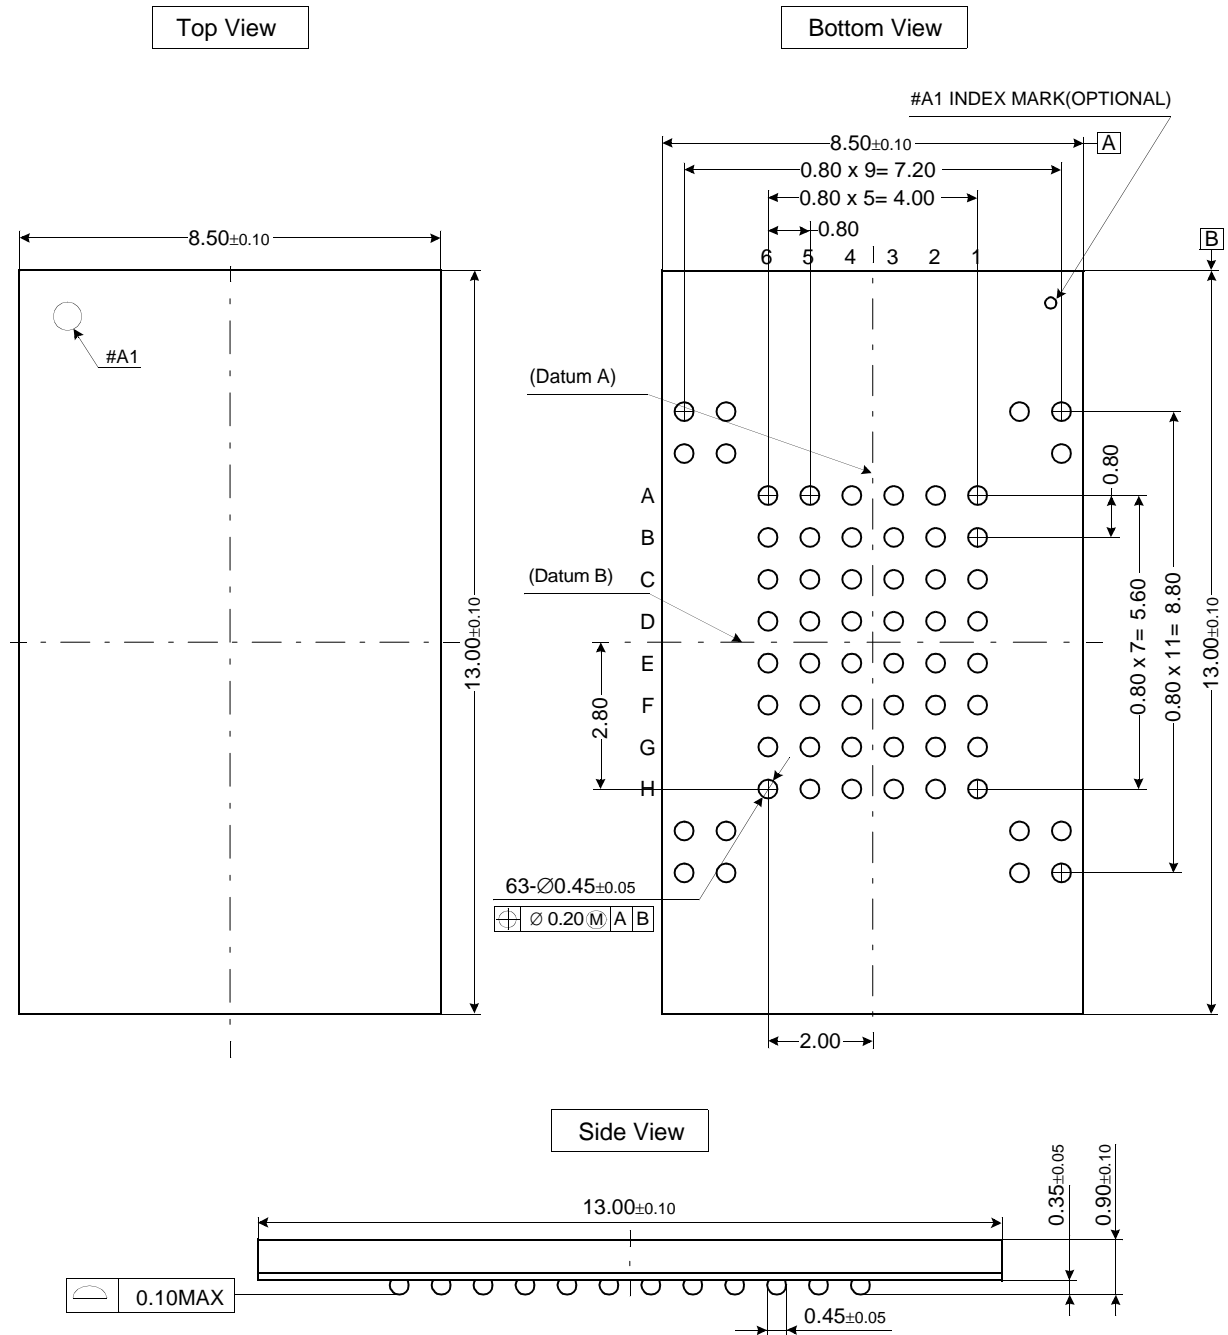 Top View
Bottom View
#A1 INDEX MARK(OPTIONAL)
8.50±0.10
A
0.80 x 9= 7.20
0.80 x 5= 4.00
0.80
B
8.50±0.10
6 5 4 3 2 1
#A1
(Datum A)
0.80
A
B
C
(Datum B)
D
E
F
G
H
13.00±0.10
2.80
0.80 x 7= 5.60
0.80 x 11= 8.80
13.00±0.10
63-∅0.45±0.05
∅ 0.20 Ⓜ A B
2.00
Side View
13.00±0.10
0.35±0.05
0.90±0.10
0.10MAX
0.45±0.05